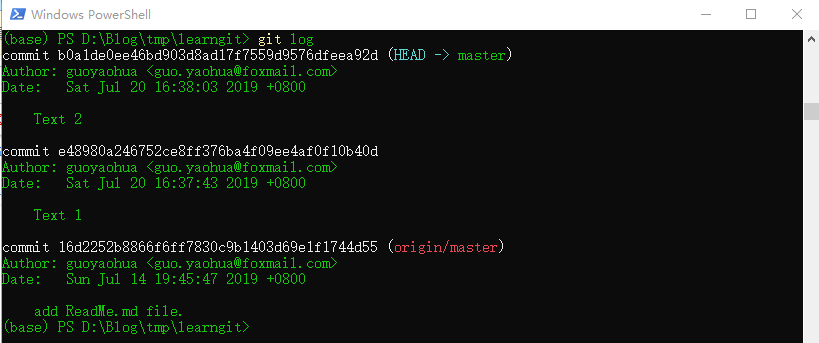 Windows PowerShell
(base) PS D:\Blog\tmp\learngit> git log
commit b0a1de0ee46bd903d8ad17f7559d9576dfeea92d (HEAD -> master)
Author: guoyaohua <guo.yaohua@foxmail.com>
Date:   Sat Jul 20 16:38:03 2019 +0800
    Text 2
commit e48980a246752ce8ff376ba4f09ee4af0f10b40d
Author: guoyaohua <guo.yaohua@foxmail.com>
Date:   Sat Jul 20 16:37:43 2019 +0800
    Text 1
commit 16d2252b8866f6ff7830c9b1403d69e1f1744d55 (origin/master)
Author: guoyaohua <guo.yaohua@foxmail.com>
Date:   Sun Jul 14 19:45:47 2019 +0800
    add ReadMe.md file.
(base) PS D:\Blog\tmp\learngit>